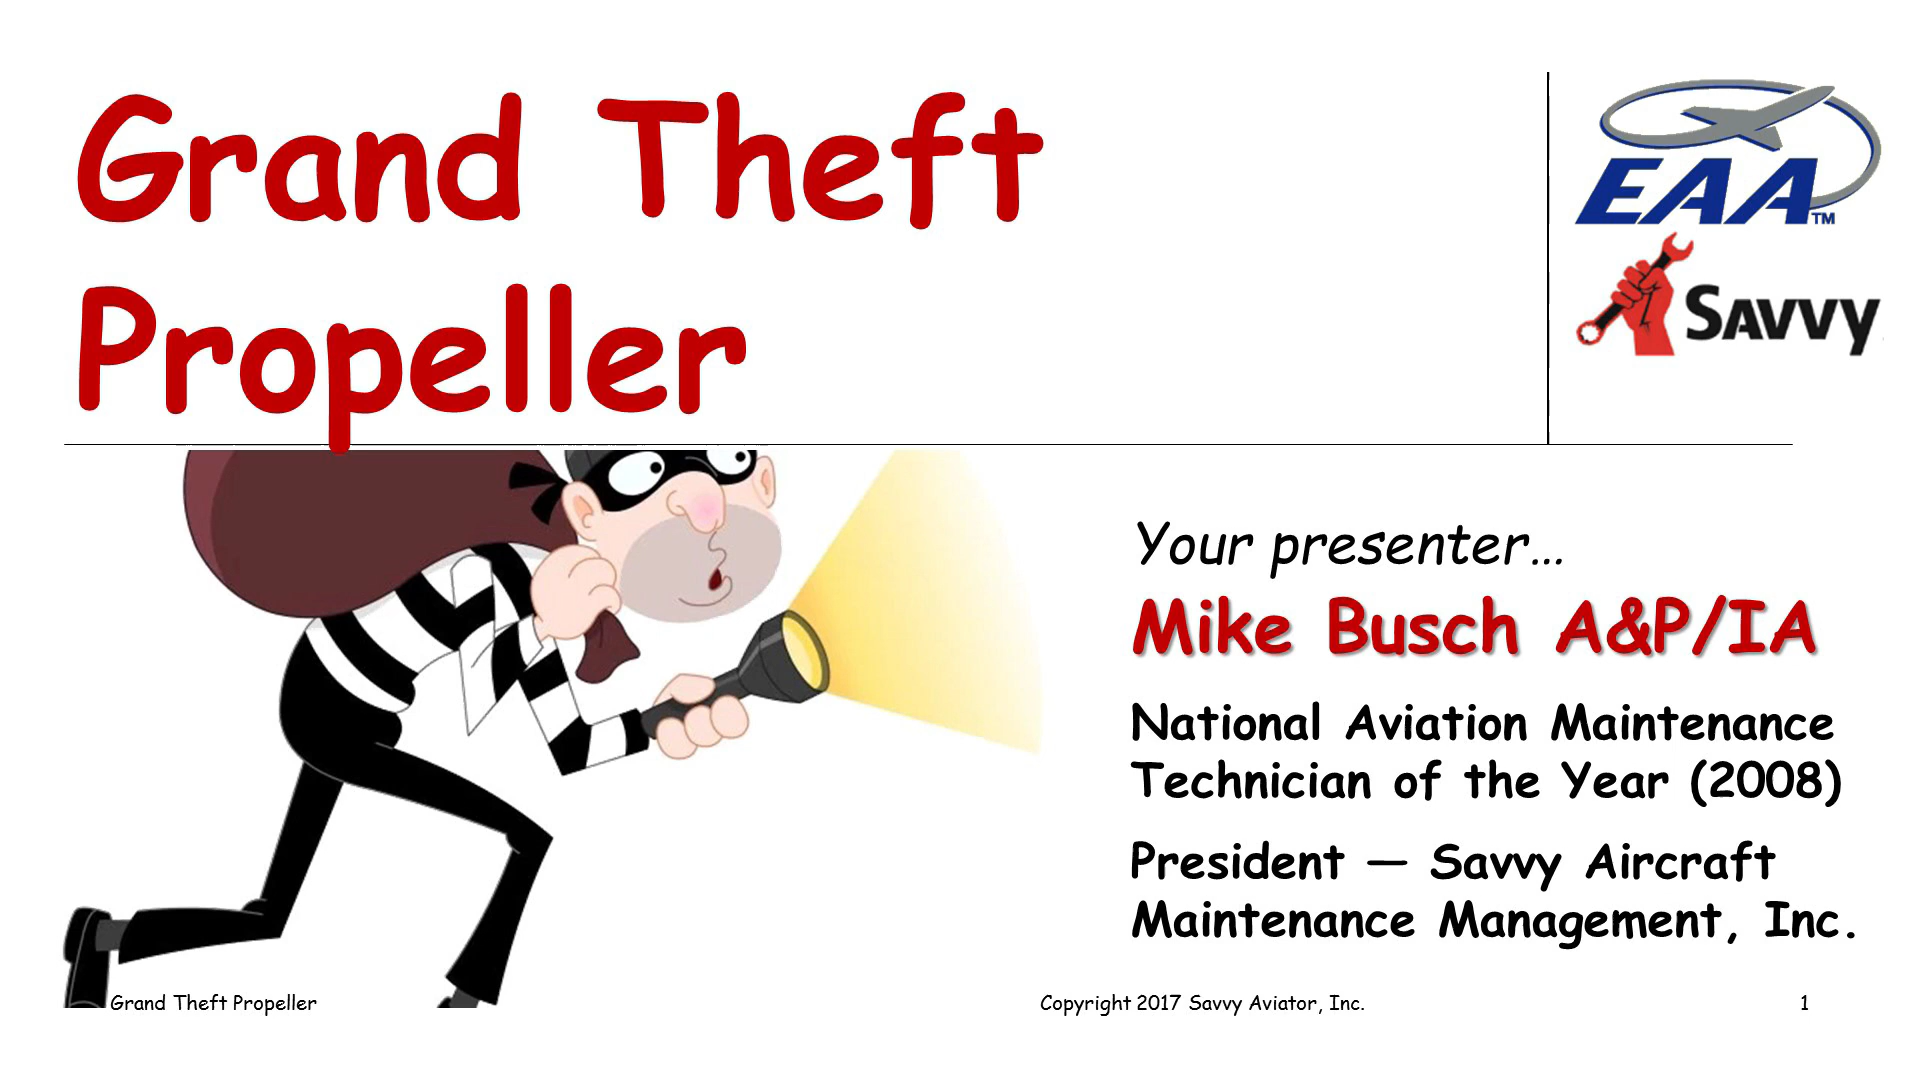 Grand Theft
Propeller
EAA™
SAVVY
Your presenter…
Mike Busch A&P/IA
National Aviation Maintenance
Technician of the Year (2008)
President — Savvy Aircraft
Maintenance Management, Inc.
Grand Theft Propeller
Copyright 2017 Savvy Aviator, Inc.
1